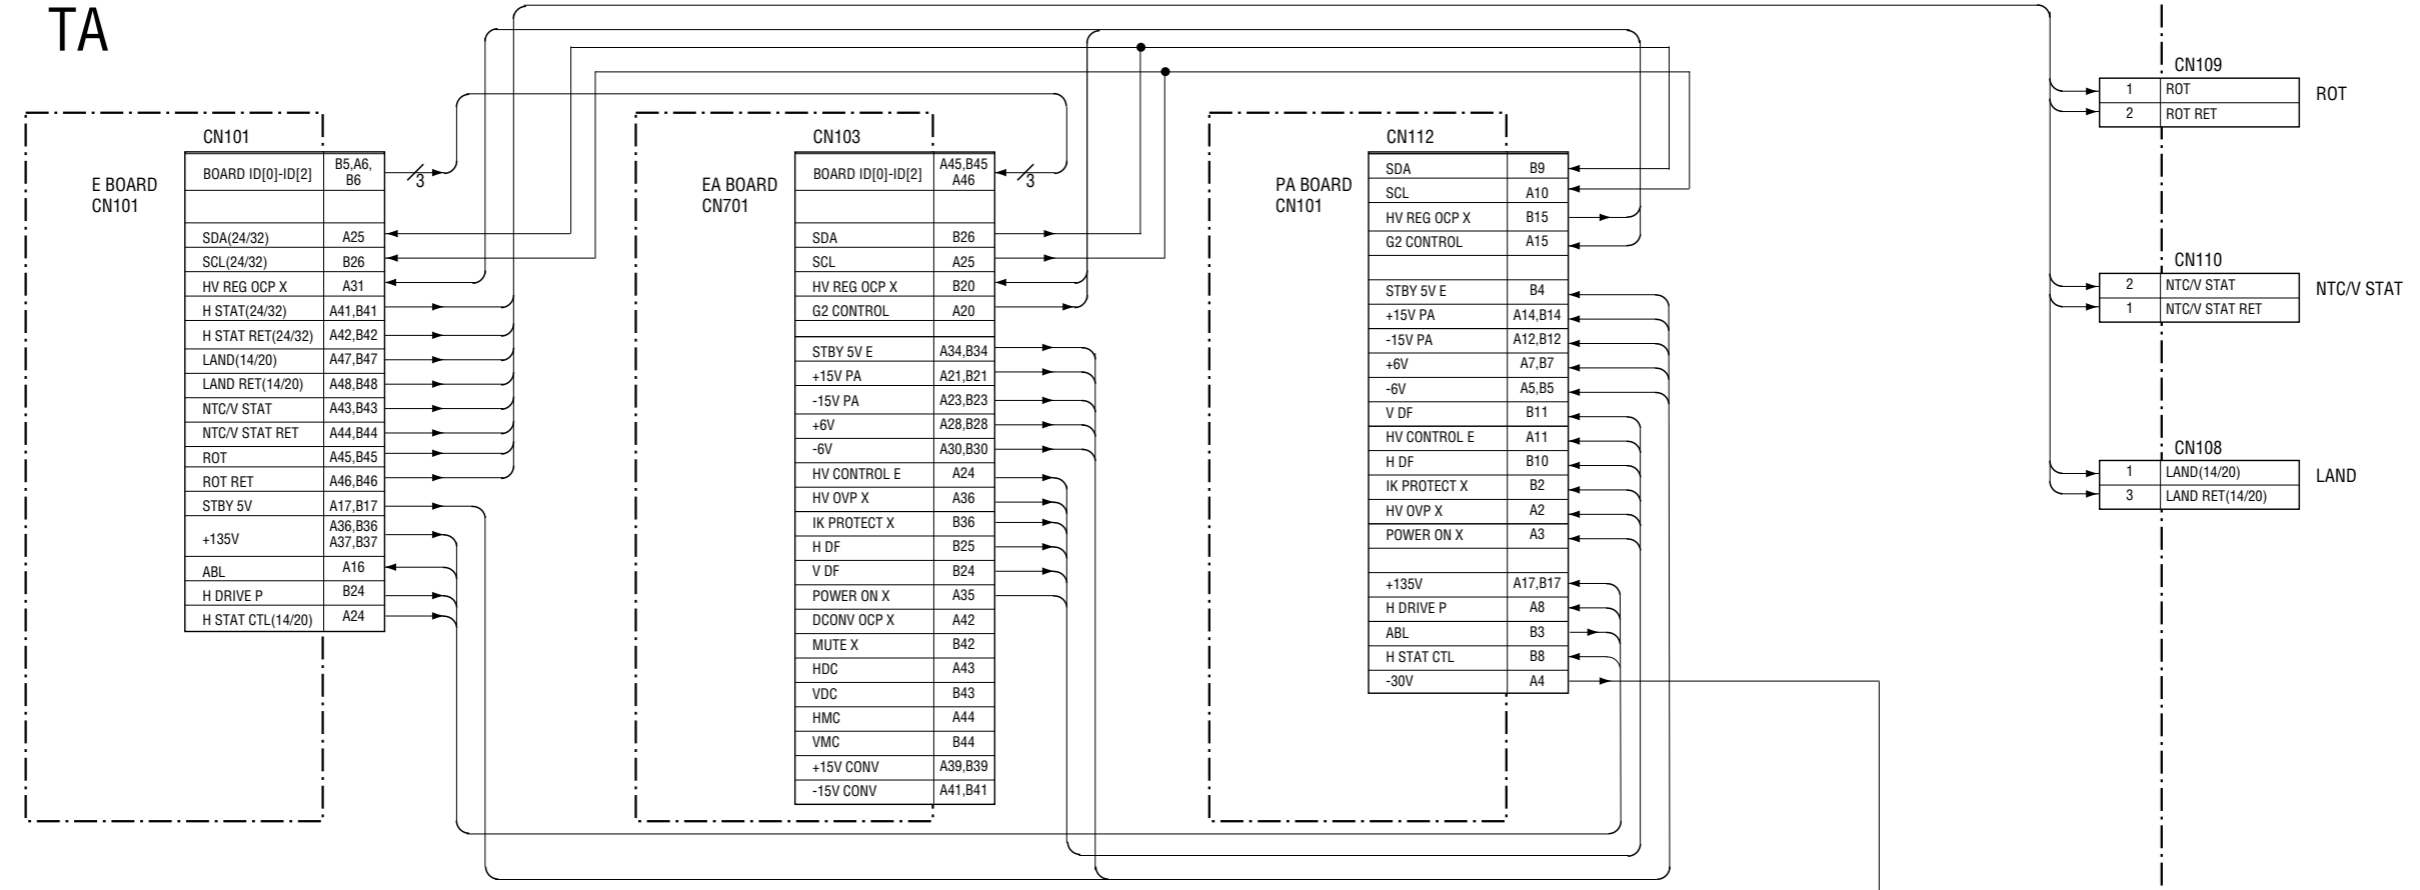 TA
E BOARD
CN101
CN101
BOARD ID[0]-ID[2] B5,A6,
B6
3
SDA(24/32) A25
SCL(24/32) B26
HV REG OCP X A31
H STAT(24/32) A41,B41
H STAT RET(24/32) A42,B42
LAND(14/20) A47,B47
LAND RET(14/20) A48,B48
NTC/V STAT A43,B43
NTC/V STAT RET A44,B44
ROT A45,B45
ROT RET A46,B46
STBY 5V A17,B17
+135V A36,B36
A37,B37
ABL A16
H DRIVE P B24
H STAT CTL(14/20) A24
EA BOARD
CN701
CN103
BOARD ID[0]-ID[2] A45,B45
A46
3
SDA B26
SCL A25
HV REG OCP X B20
G2 CONTROL A20
STBY 5V E A34,B34
+15V PA A21,B21
-15V PA A23,B23
+6V A28,B28
-6V A30,B30
HV CONTROL E A24
HV OVP X A36
IK PROTECT X B36
H DF B25
V DF B24
POWER ON X A35
DCONV OCP X A42
MUTE X B42
HDC A43
VDC B43
HMC A44
VMC B44
+15V CONV A39,B39
-15V CONV A41,B41
PA BOARD
CN101
CN112
SDA B9
SCL A10
HV REG OCP X B15
G2 CONTROL A15
STBY 5V E B4
+15V PA A14,B14
-15V PA A12,B12
+6V A7,B7
-6V A5,B5
V DF B11
HV CONTROL E A11
H DF B10
IK PROTECT X B2
HV OVP X A2
POWER ON X A3
+135V A17,B17
H DRIVE P A8
ABL B3
H STAT CTL B8
-30V A4
CN109
1 ROT
2 ROT RET
ROT
CN110
2 NTC/V STAT
1 NTC/V STAT RET
NTC/V STAT
CN108
1 LAND(14/20)
3 LAND RET(14/20)
LAND